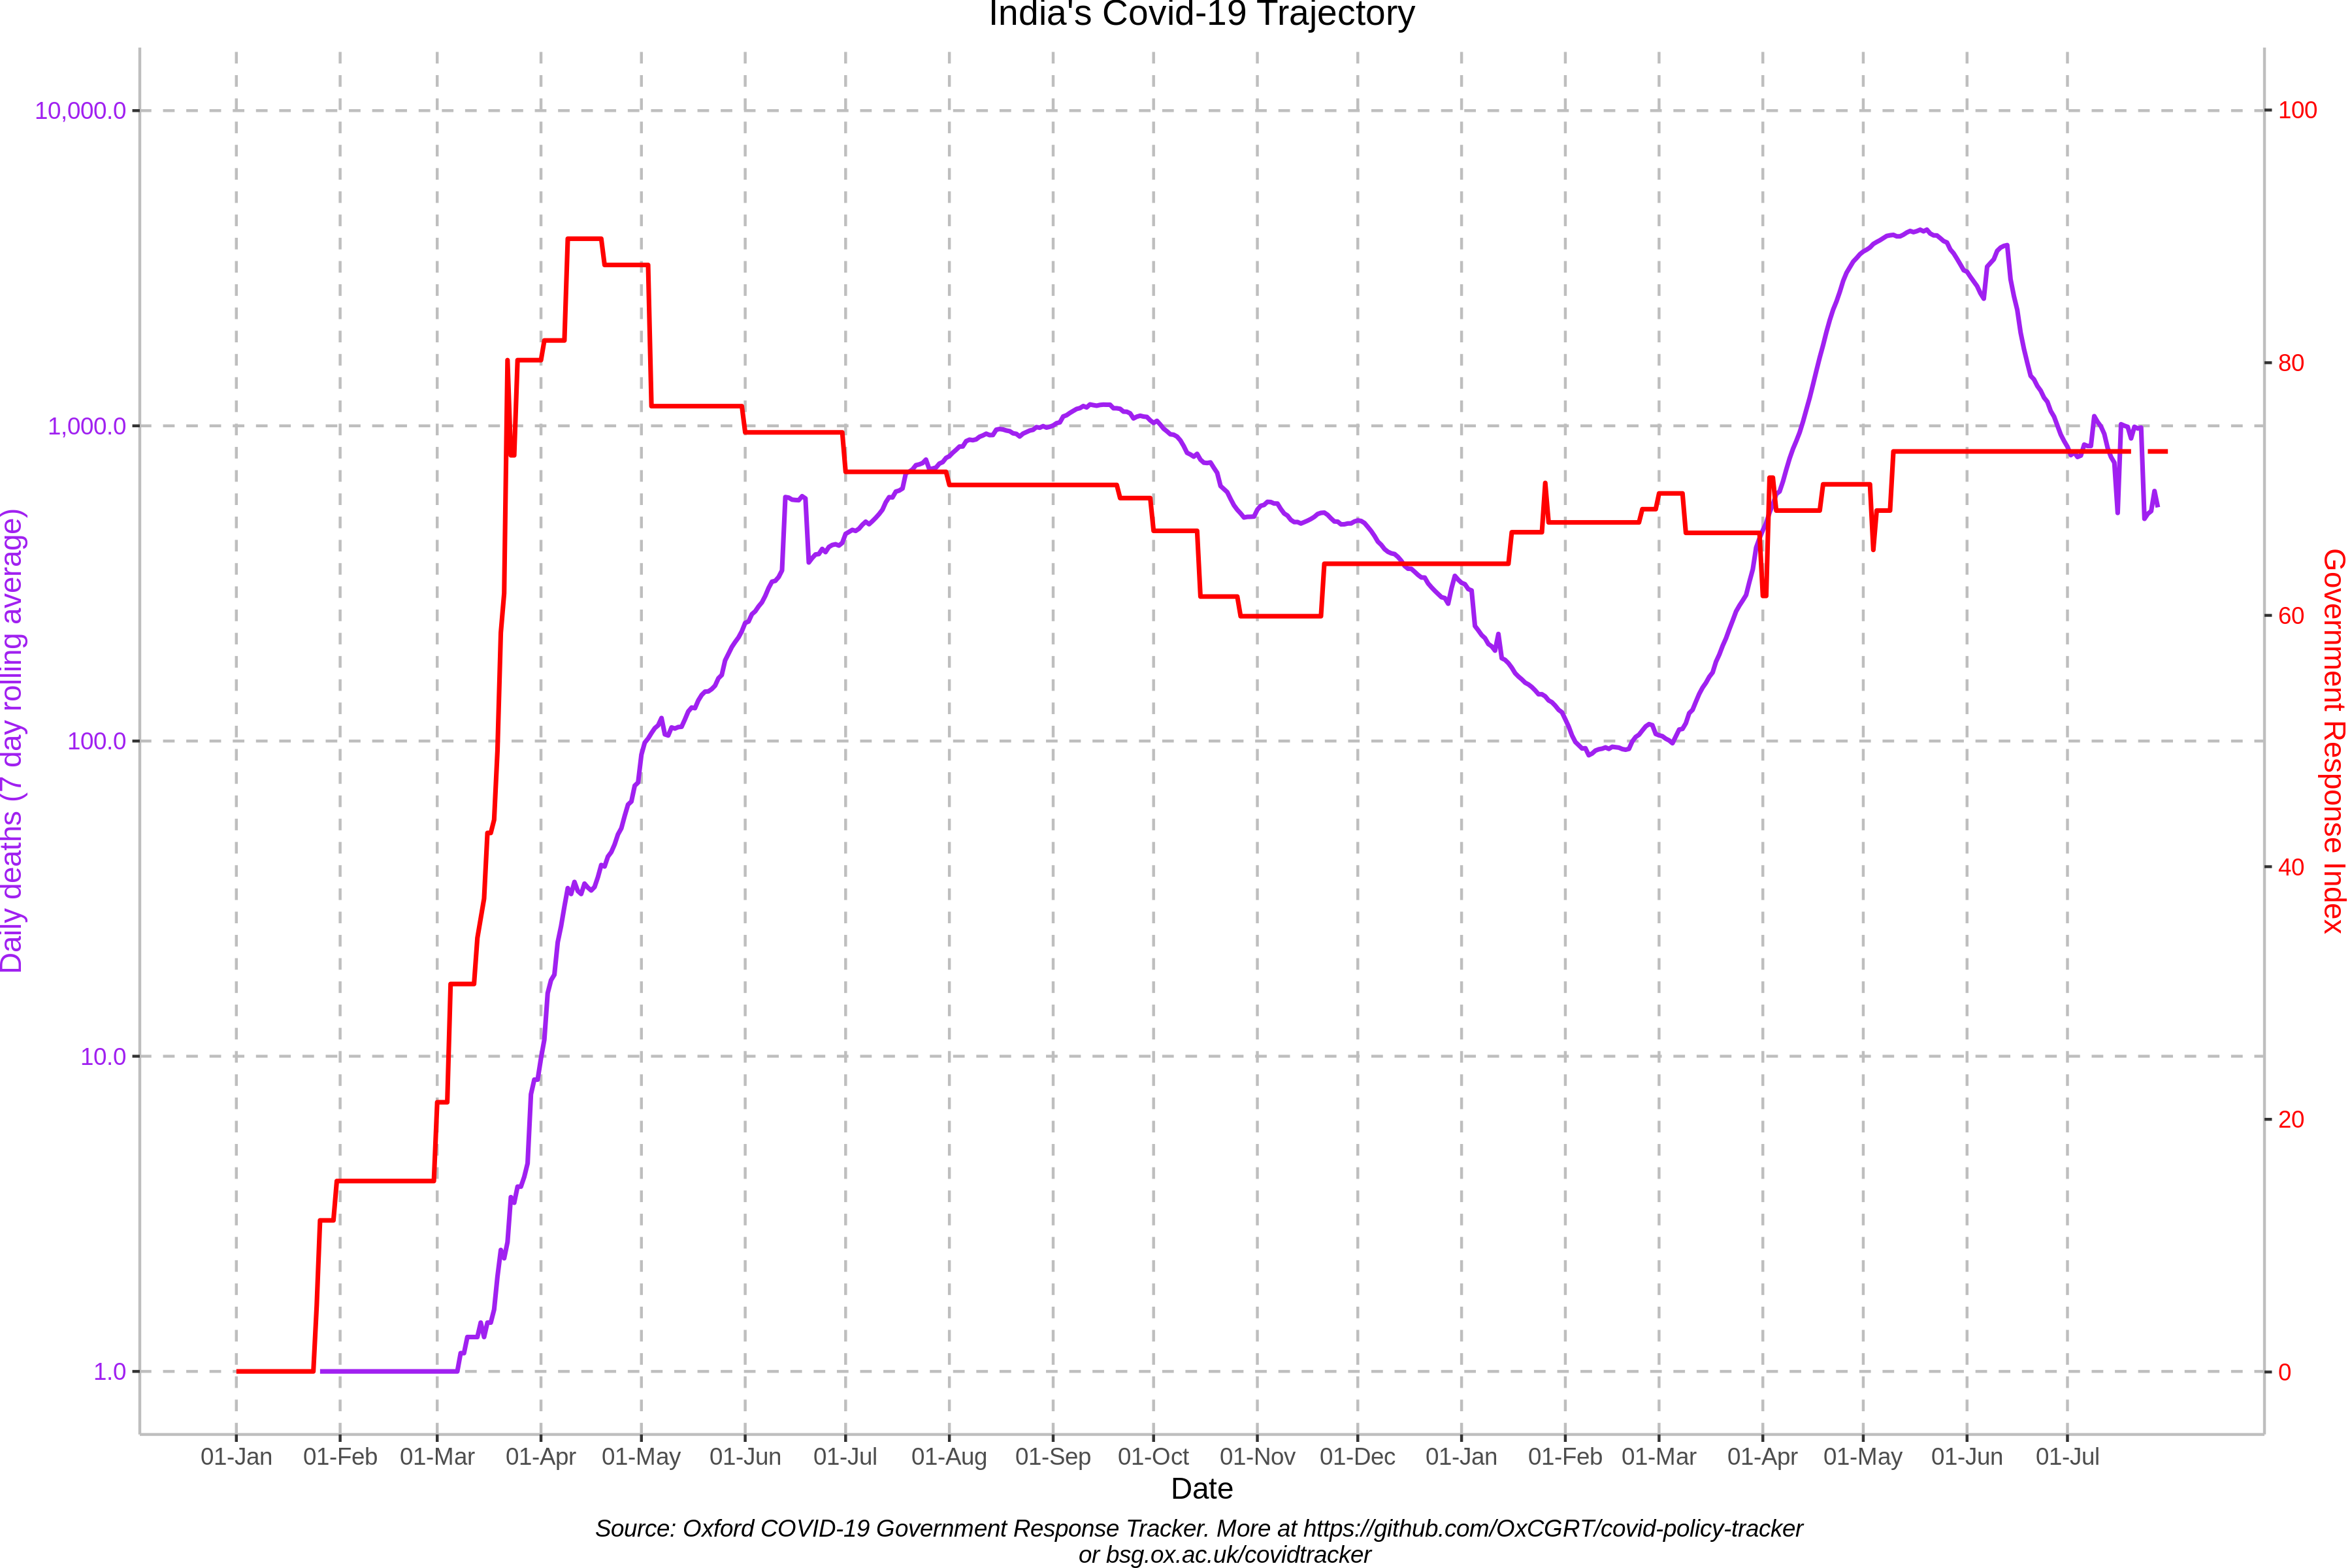 India's Covid-19 Trajectory
10,000.0
1,000.0
100.0
10.0
1.0
Daily deaths (7 day rolling average)
100
80
60
40
20
0
Government Response Index
01-Jan 01-Feb 01-Mar 01-Apr 01-May 01-Jun 01-Jul 01-Aug 01-Sep 01-Oct 01-Nov 01-Dec 01-Jan 01-Feb 01-Mar 01-Apr 01-May 01-Jun 01-Jul
Date
Source: Oxford COVID-19 Government Response Tracker. More at https://github.com/OxCGRT/covid-policy-tracker
or bsg.ox.ac.uk/covidtracker